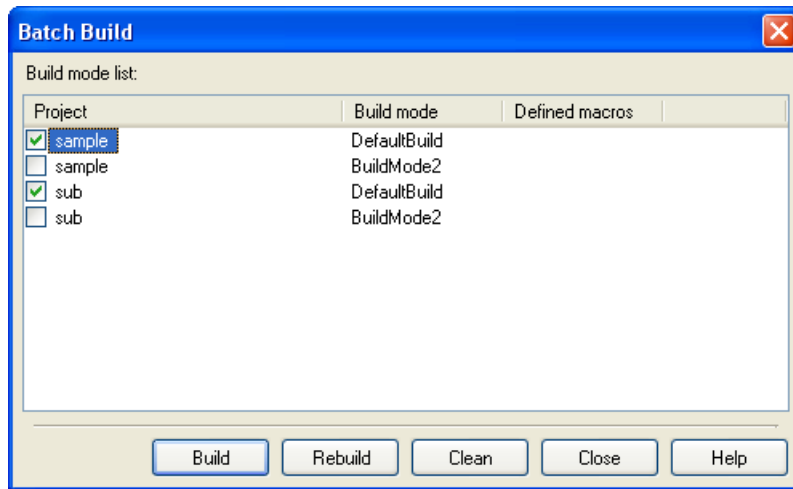 Batch Build
Build mode list:
Project Build mode Defined macros
sample DefaultBuild
sample BuildMode2
sub DefaultBuild
sub BuildMode2
Build Rebuild Clean Close Help